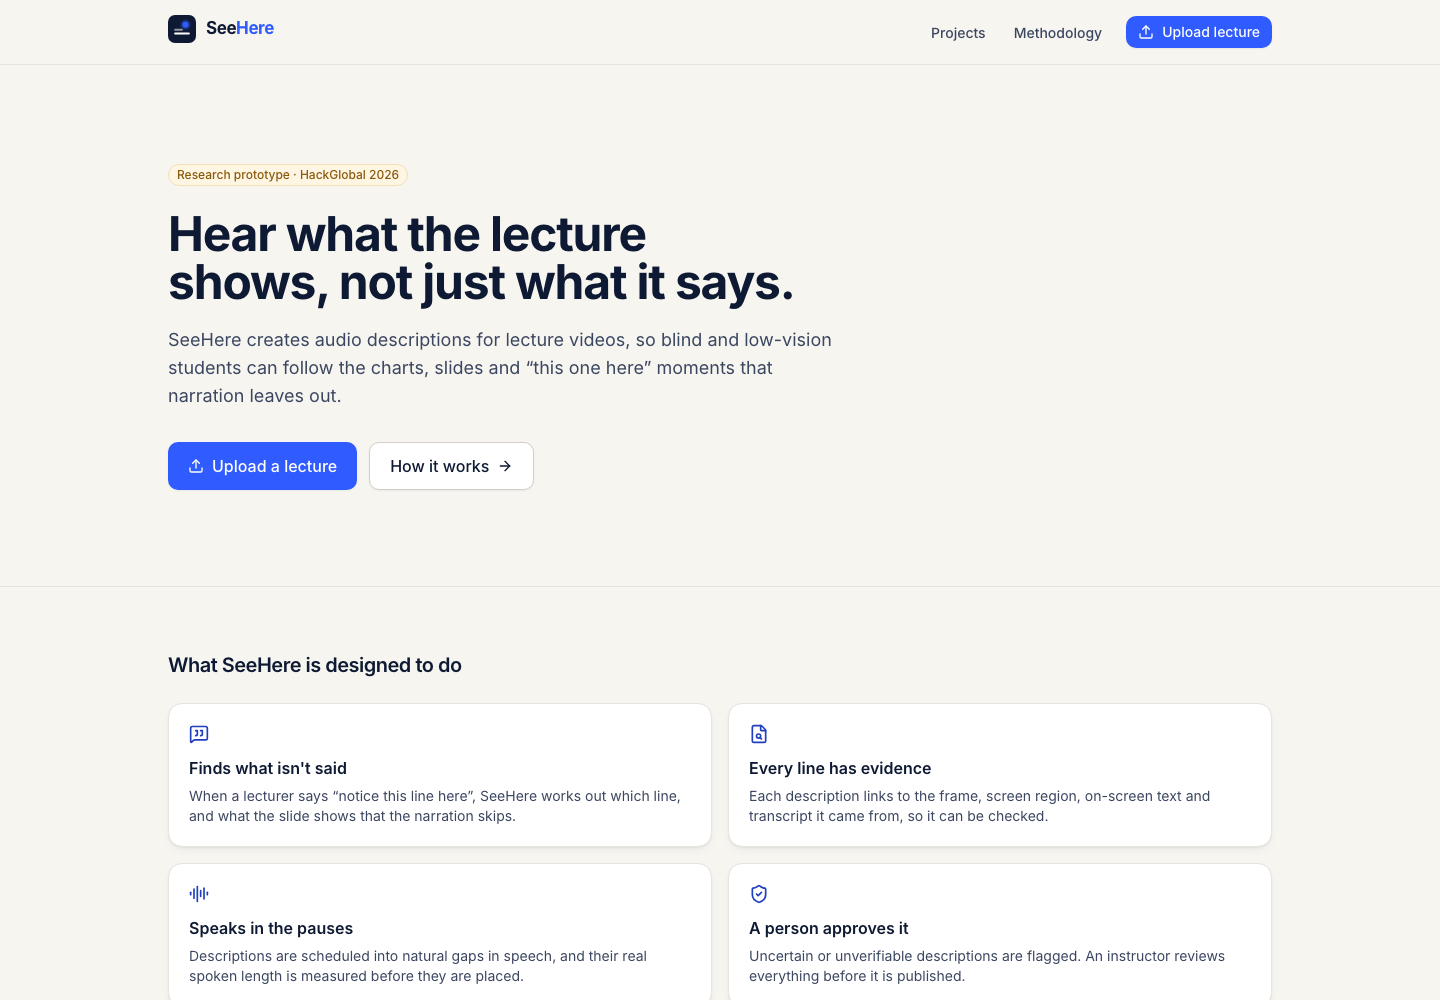 SeeHere
Projects
Methodology
Upload lecture
Research prototype · HackGlobal 2026
Hear what the lecture
shows, not just what it says.
SeeHere creates audio descriptions for lecture videos, so blind and low-vision
students can follow the charts, slides and “this one here” moments that
narration leaves out.
Upload a lecture
How it works
What SeeHere is designed to do
Finds what isn't said
When a lecturer says “notice this line here”, SeeHere works out which line,
and what the slide shows that the narration skips.
Every line has evidence
Each description links to the frame, screen region, on-screen text and
transcript it came from, so it can be checked.
Speaks in the pauses
Descriptions are scheduled into natural gaps in speech, and their real
spoken length is measured before they are placed.
A person approves it
Uncertain or unverifiable descriptions are flagged. An instructor reviews
everything before it is published.